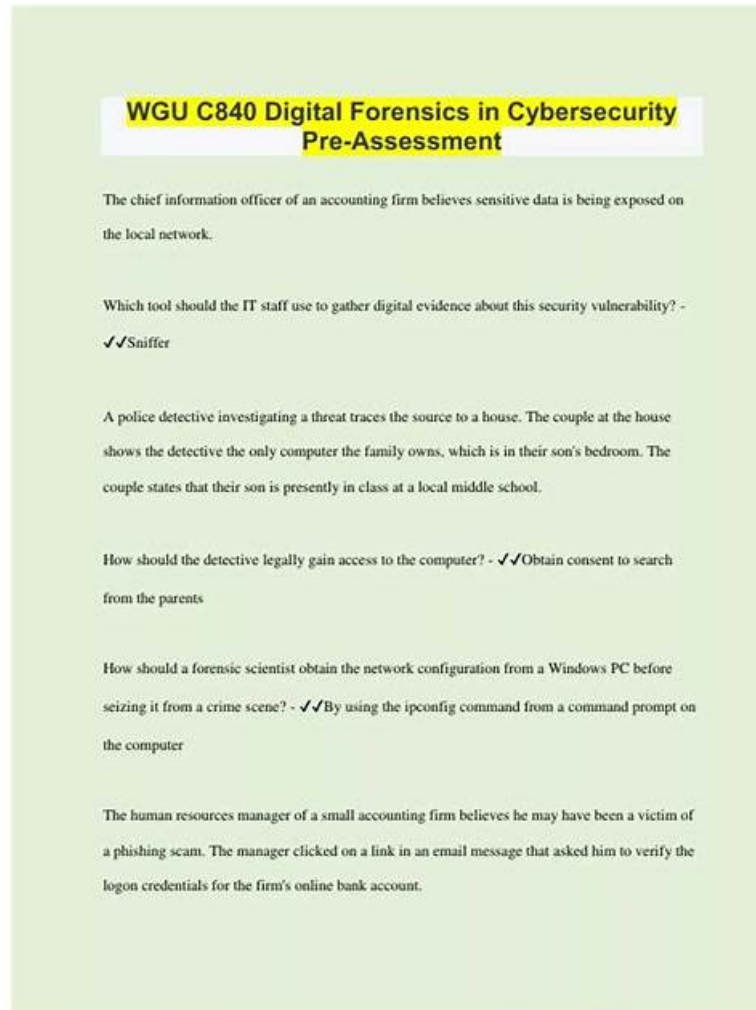 WGU C840 Digital Forensics in Cybersecurity
Pre-Assessment
The chief information officer of an accounting firm believes sensitive data is being exposed on
the local network.
Which tool should the IT staff use to gather digital evidence about this security vulnerability? -
✓✓Sniffer
A police detective investigating a threat traces the source to a house. The couple at the house
shows the detective the only computer the family owns, which is in their son's bedroom. The
couple states that their son is presently in class at a local middle school.
How should the detective legally gain access to the computer? - ✓✓Obtain consent to search
from the parents
How should a forensic scientist obtain the network configuration from a Windows PC before
seizing it from a crime scene? - ✓✓By using the ipconfig command from a command prompt on
the computer
The human resources manager of a small accounting firm believes he may have been a victim of
a phishing scam. The manager clicked on a link in an email message that asked him to verify the
logon credentials for the firm's online bank account.